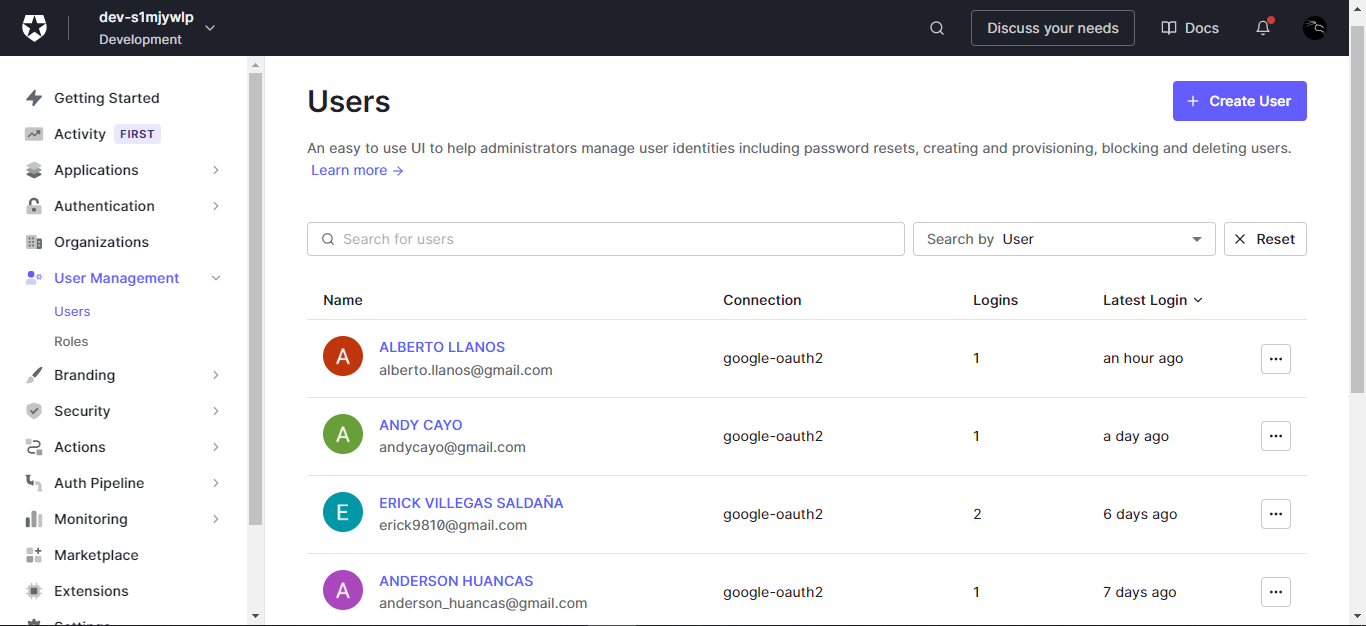 dev-s1mjywlp
Development
Discuss your needs
Docs
Getting Started
Activity FIRST
Applications
Authentication
Organizations
User Management
Users
Roles
Branding
Security
Actions
Auth Pipeline
Monitoring
Marketplace
Extensions
Settings
Users
+ Create User
An easy to use UI to help administrators manage user identities including password resets, creating and provisioning, blocking and deleting users.
Learn more →
Search for users
Search by User
Reset
Name Connection Logins Latest Login
A ALBERTO LLANOS
alberto.llanos@gmail.com
google-oauth2 1 an hour ago
A ANDY CAYO
andycayo@gmail.com
google-oauth2 1 a day ago
E ERICK VILLEGAS SALDAÑA
erick9810@gmail.com
google-oauth2 2 6 days ago
A ANDERSON HUANCAS
anderson_huancas@gmail.com
google-oauth2 1 7 days ago